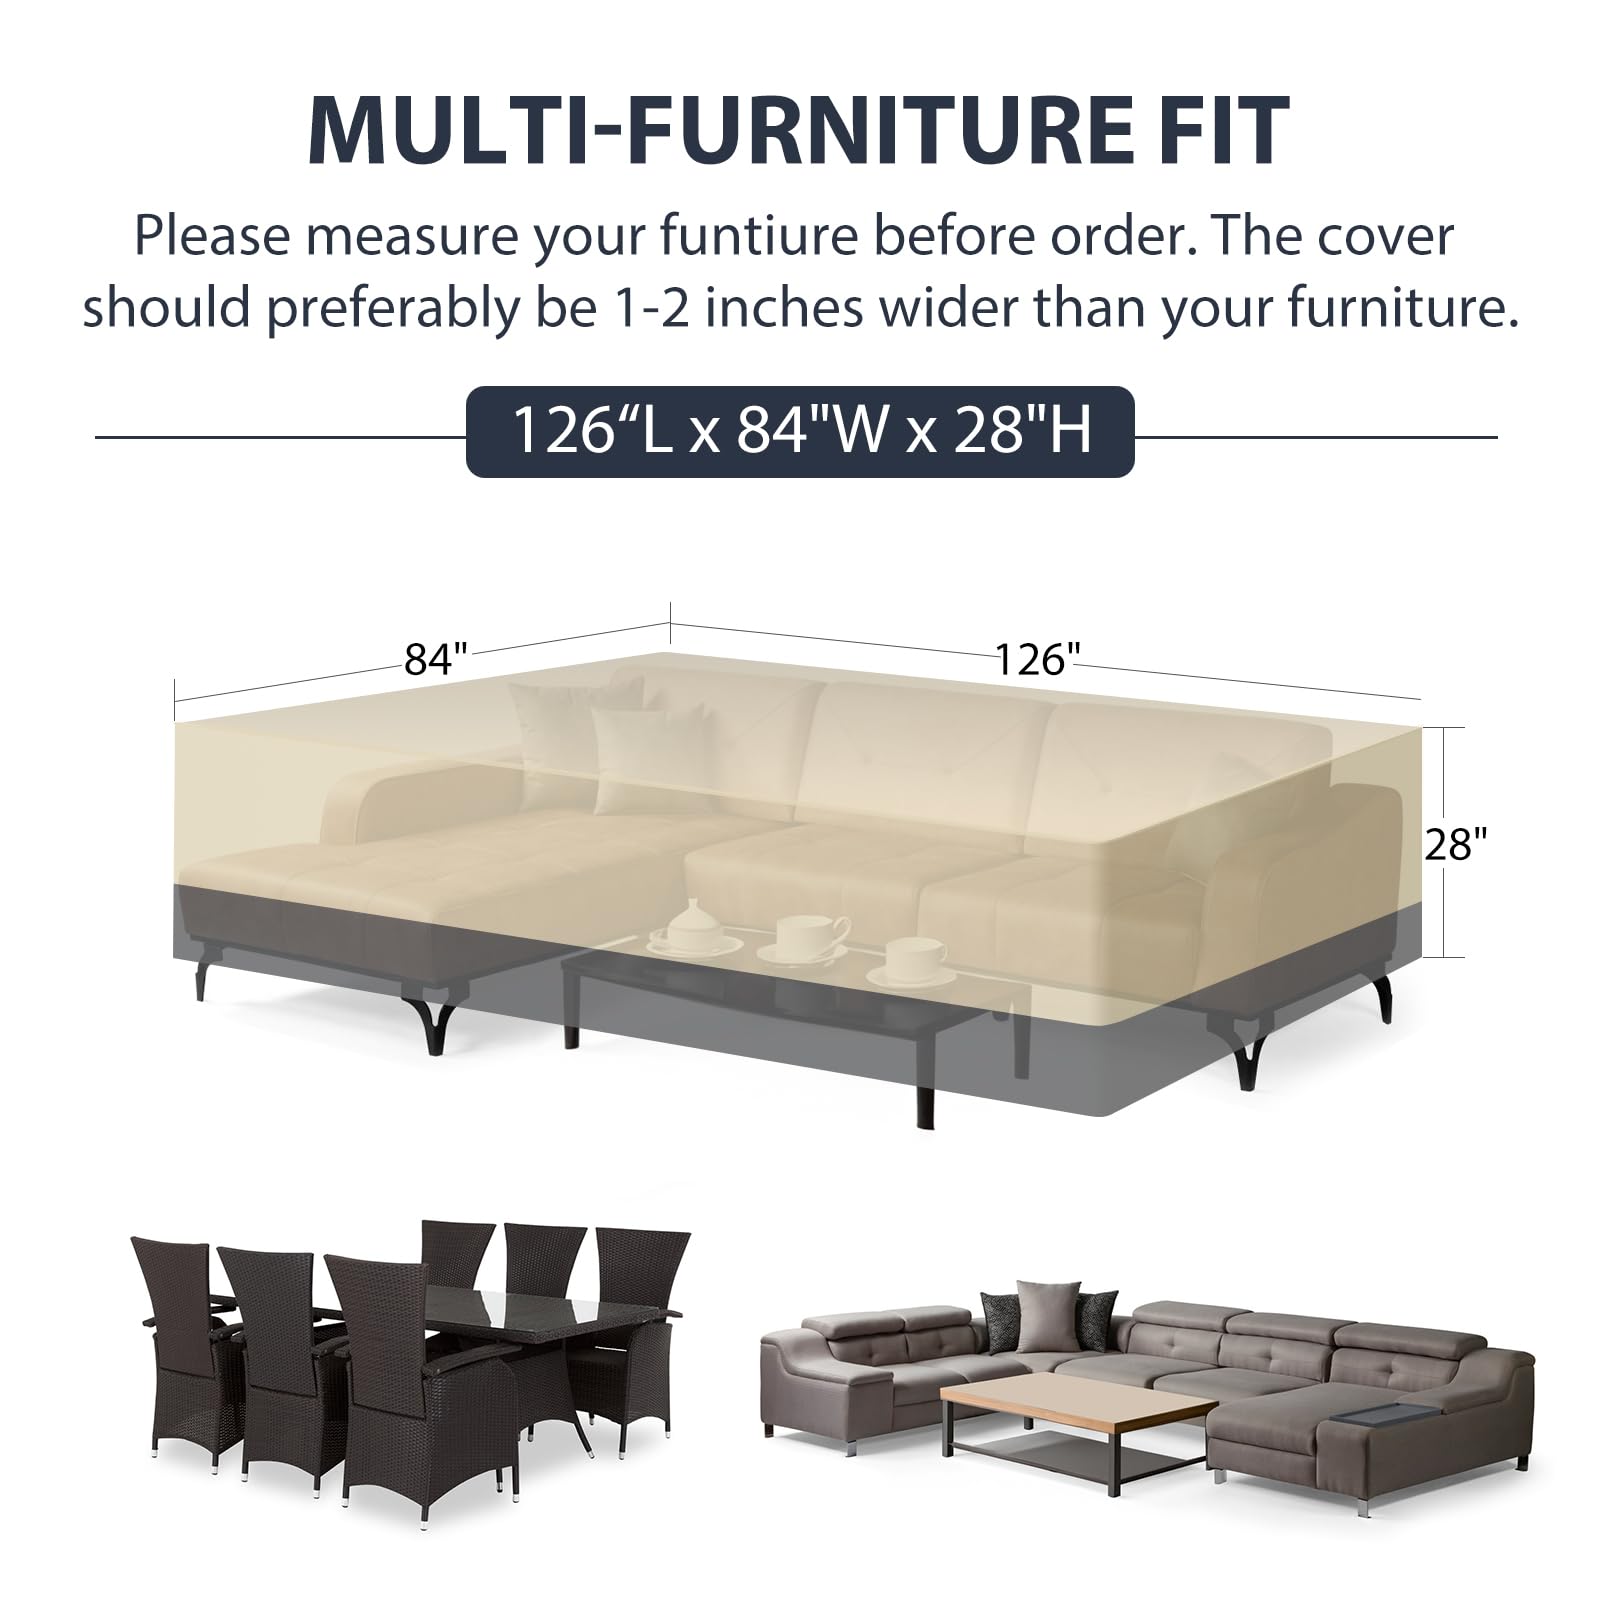 MULTI-FURNITURE FIT
Please measure your funtiure before order. The cover
should preferably be 1-2 inches wider than your furniture.
126“L x 84"W x 28"H
84"
126"
28"